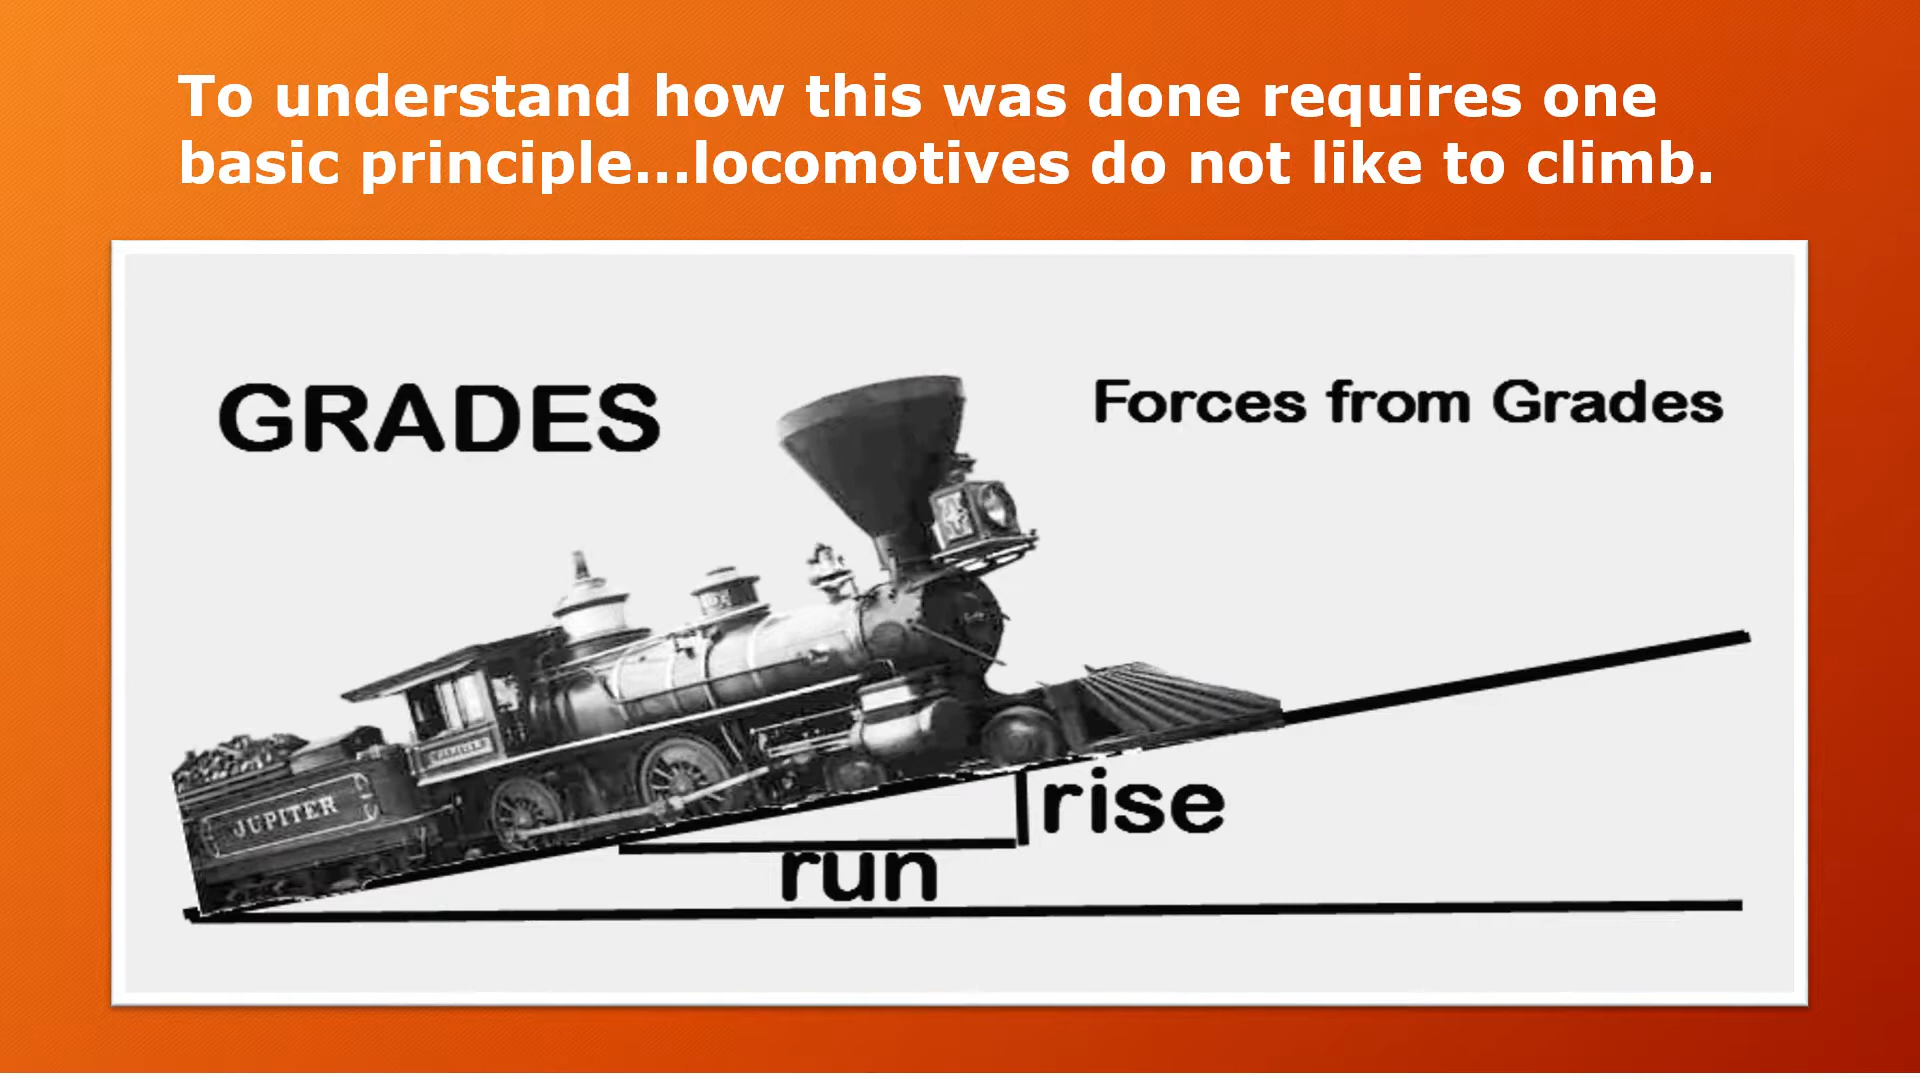 To understand how this was done requires one
basic principle...locomotives do not like to climb.
GRADES
Forces from Grades
JUPITER
rise
run